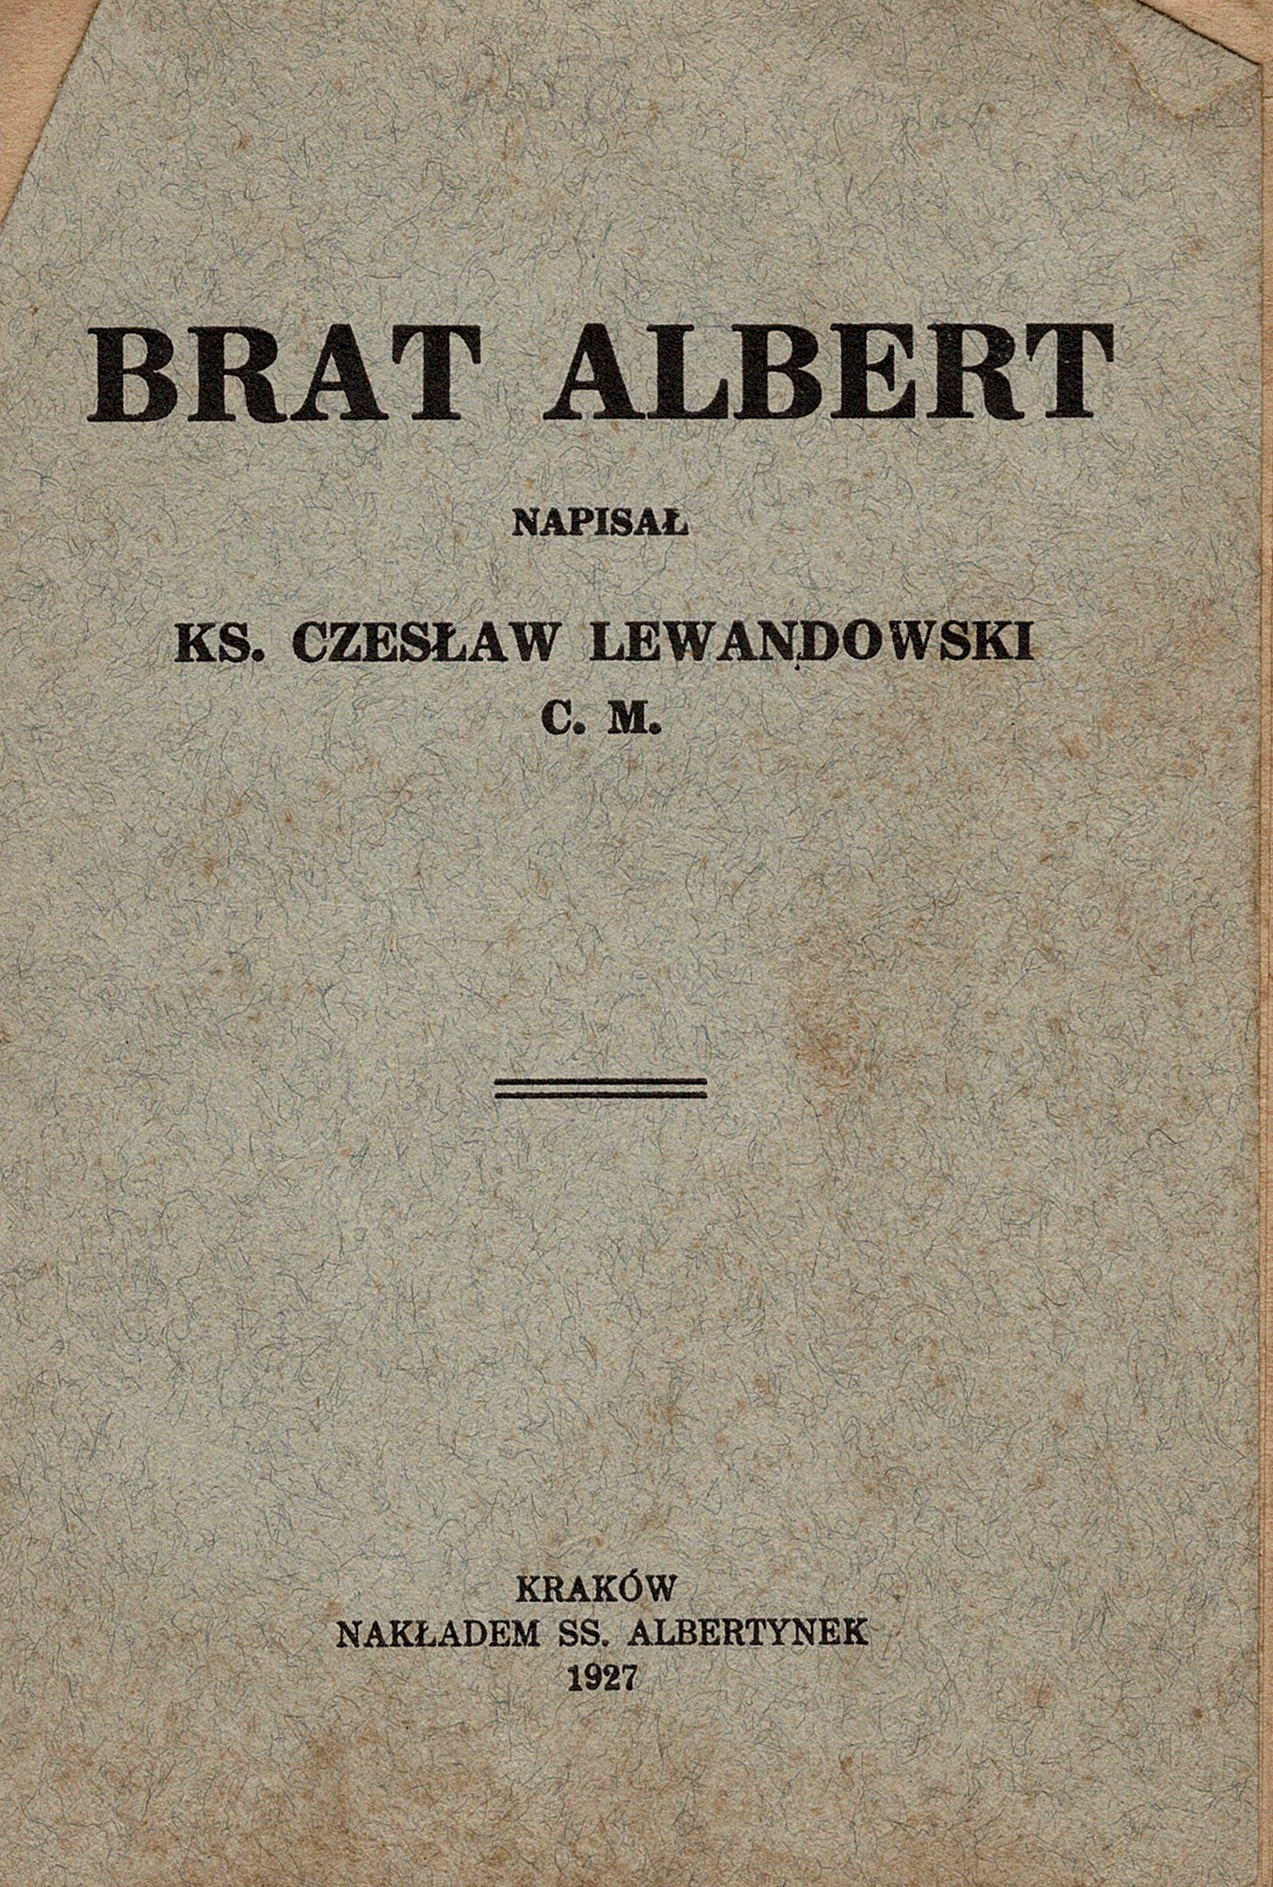 BRAT ALBERT
NAPISAŁ
KS. CZESŁAW LEWANDOWSKI
C. M.
KRAKÓW
NAKŁADEM SS. ALBERTYNEK
1927